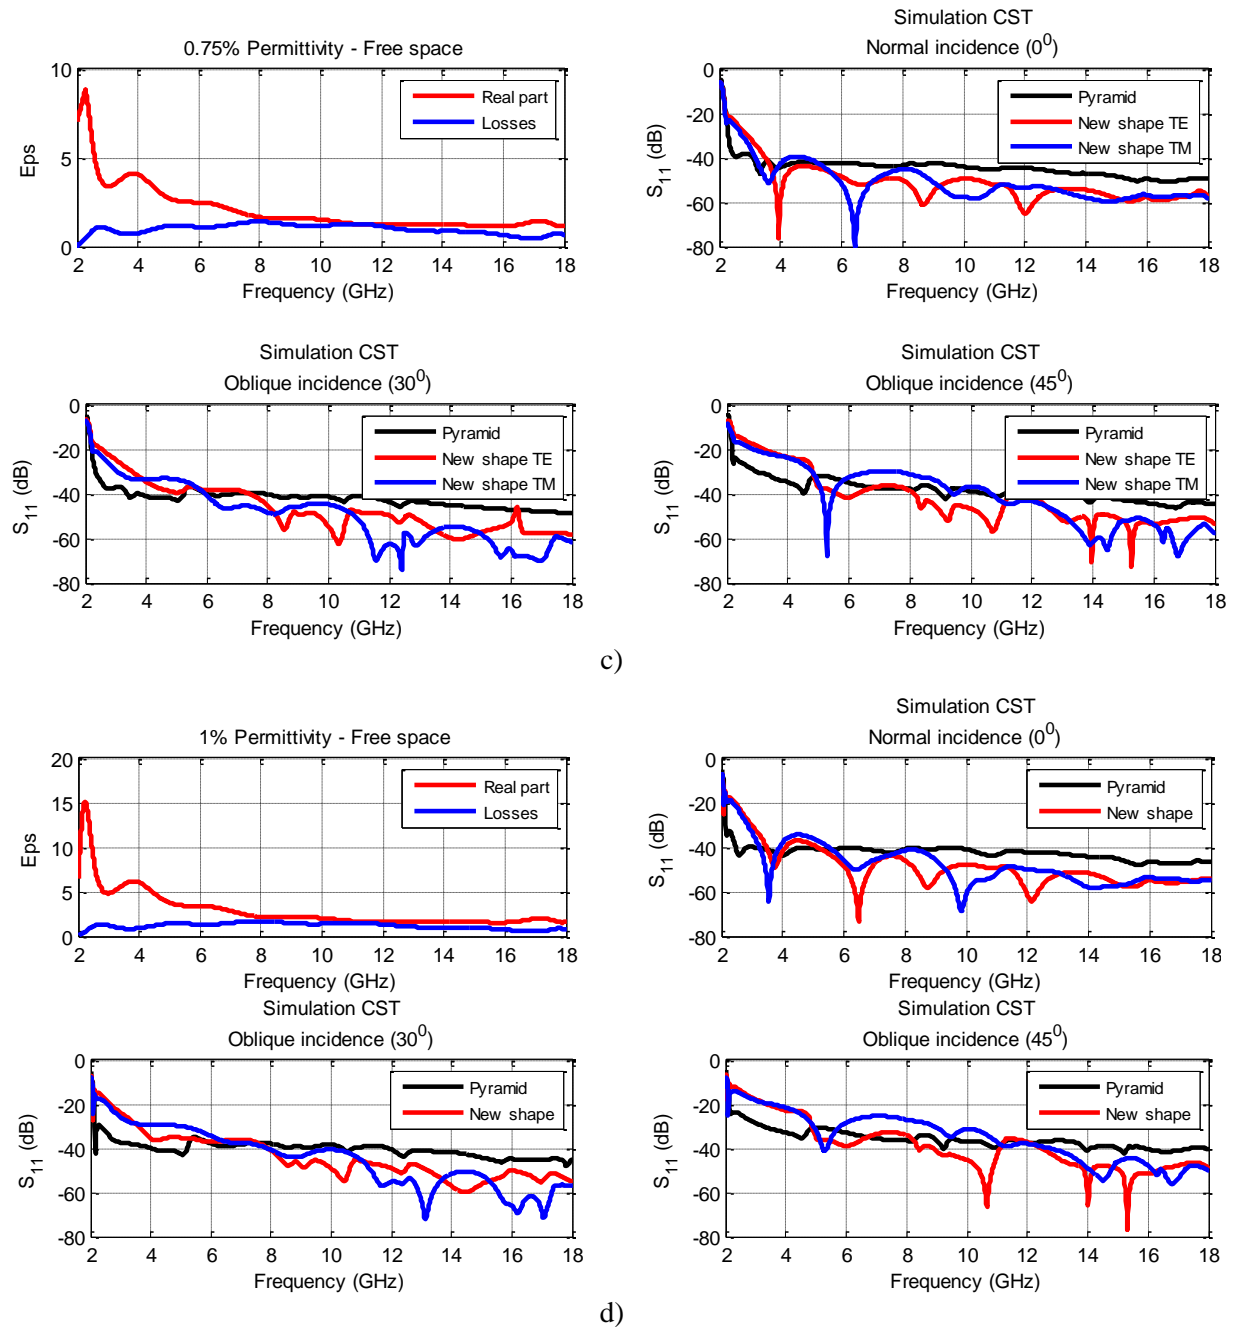 0.75% Permittivity - Free space
10
5
0
Eps
Real part
Losses
2 4 6 8 10 12 14 16 18
Frequency (GHz)
Simulation CST
Normal incidence (0⁰)
0
-20
-40
-60
-80
S₁₁ (dB)
Pyramid
New shape TE
New shape TM
2 4 6 8 10 12 14 16 18
Frequency (GHz)
Simulation CST
Oblique incidence (30⁰)
0
-20
-40
-60
-80
S₁₁ (dB)
Pyramid
New shape TE
New shape TM
2 4 6 8 10 12 14 16 18
Frequency (GHz)
Simulation CST
Oblique incidence (45⁰)
0
-20
-40
-60
-80
S₁₁ (dB)
Pyramid
New shape TE
New shape TM
2 4 6 8 10 12 14 16 18
Frequency (GHz)
c)
1% Permittivity - Free space
20
15
10
5
0
Eps
Real part
Losses
2 4 6 8 10 12 14 16 18
Frequency (GHz)
Simulation CST
Normal incidence (0⁰)
0
-20
-40
-60
-80
S₁₁ (dB)
Pyramid
New shape
2 4 6 8 10 12 14 16 18
Frequency (GHz)
Simulation CST
Oblique incidence (30⁰)
0
-20
-40
-60
-80
S₁₁ (dB)
Pyramid
New shape
2 4 6 8 10 12 14 16 18
Frequency (GHz)
Simulation CST
Oblique incidence (45⁰)
0
-20
-40
-60
-80
S₁₁ (dB)
Pyramid
New shape
2 4 6 8 10 12 14 16 18
Frequency (GHz)
d)